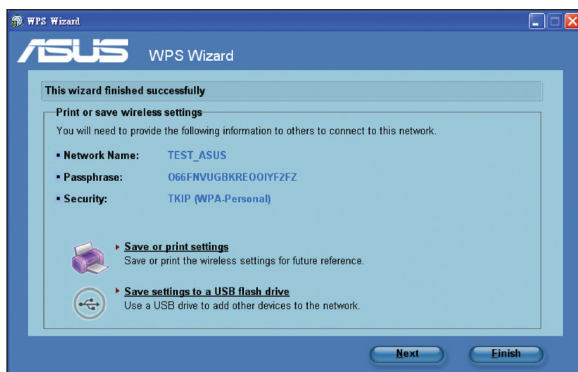 WPS Wizard
ASUS WPS Wizard
This wizard finished successfully
Print or save wireless settings
You will need to provide the following information to others to connect to this network.
Network Name: TEST_ASUS
Passphrase: O66FNVUGBKREOOIYF2FZ
Security: TKIP (WPA-Personal)
Save or print settings
Save or print the wireless settings for future reference.
Save settings to a USB flash drive
Use a USB drive to add other devices to the network.
Next Finish